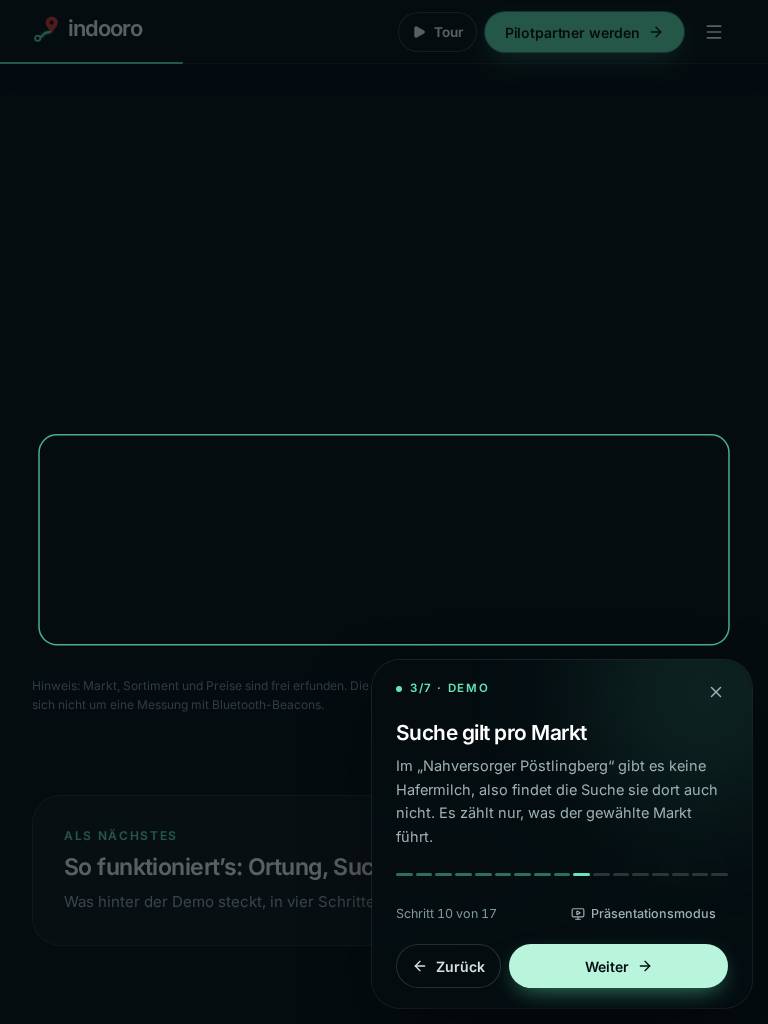 indooro
Tour
Pilotpartner werden
Hinweis: Markt, Sortiment und Preise sind frei erfunden. Die
sich nicht um eine Messung mit Bluetooth-Beacons.
ALS NÄCHSTES
So funktioniert’s: Ortung, Suc
Was hinter der Demo steckt, in vier Schritte
3/7 · DEMO
Suche gilt pro Markt
Im „Nahversorger Pöstlingberg“ gibt es keine
Hafermilch, also findet die Suche sie dort auch
nicht. Es zählt nur, was der gewählte Markt
führt.
Schritt 10 von 17
Präsentationsmodus
Zurück
Weiter